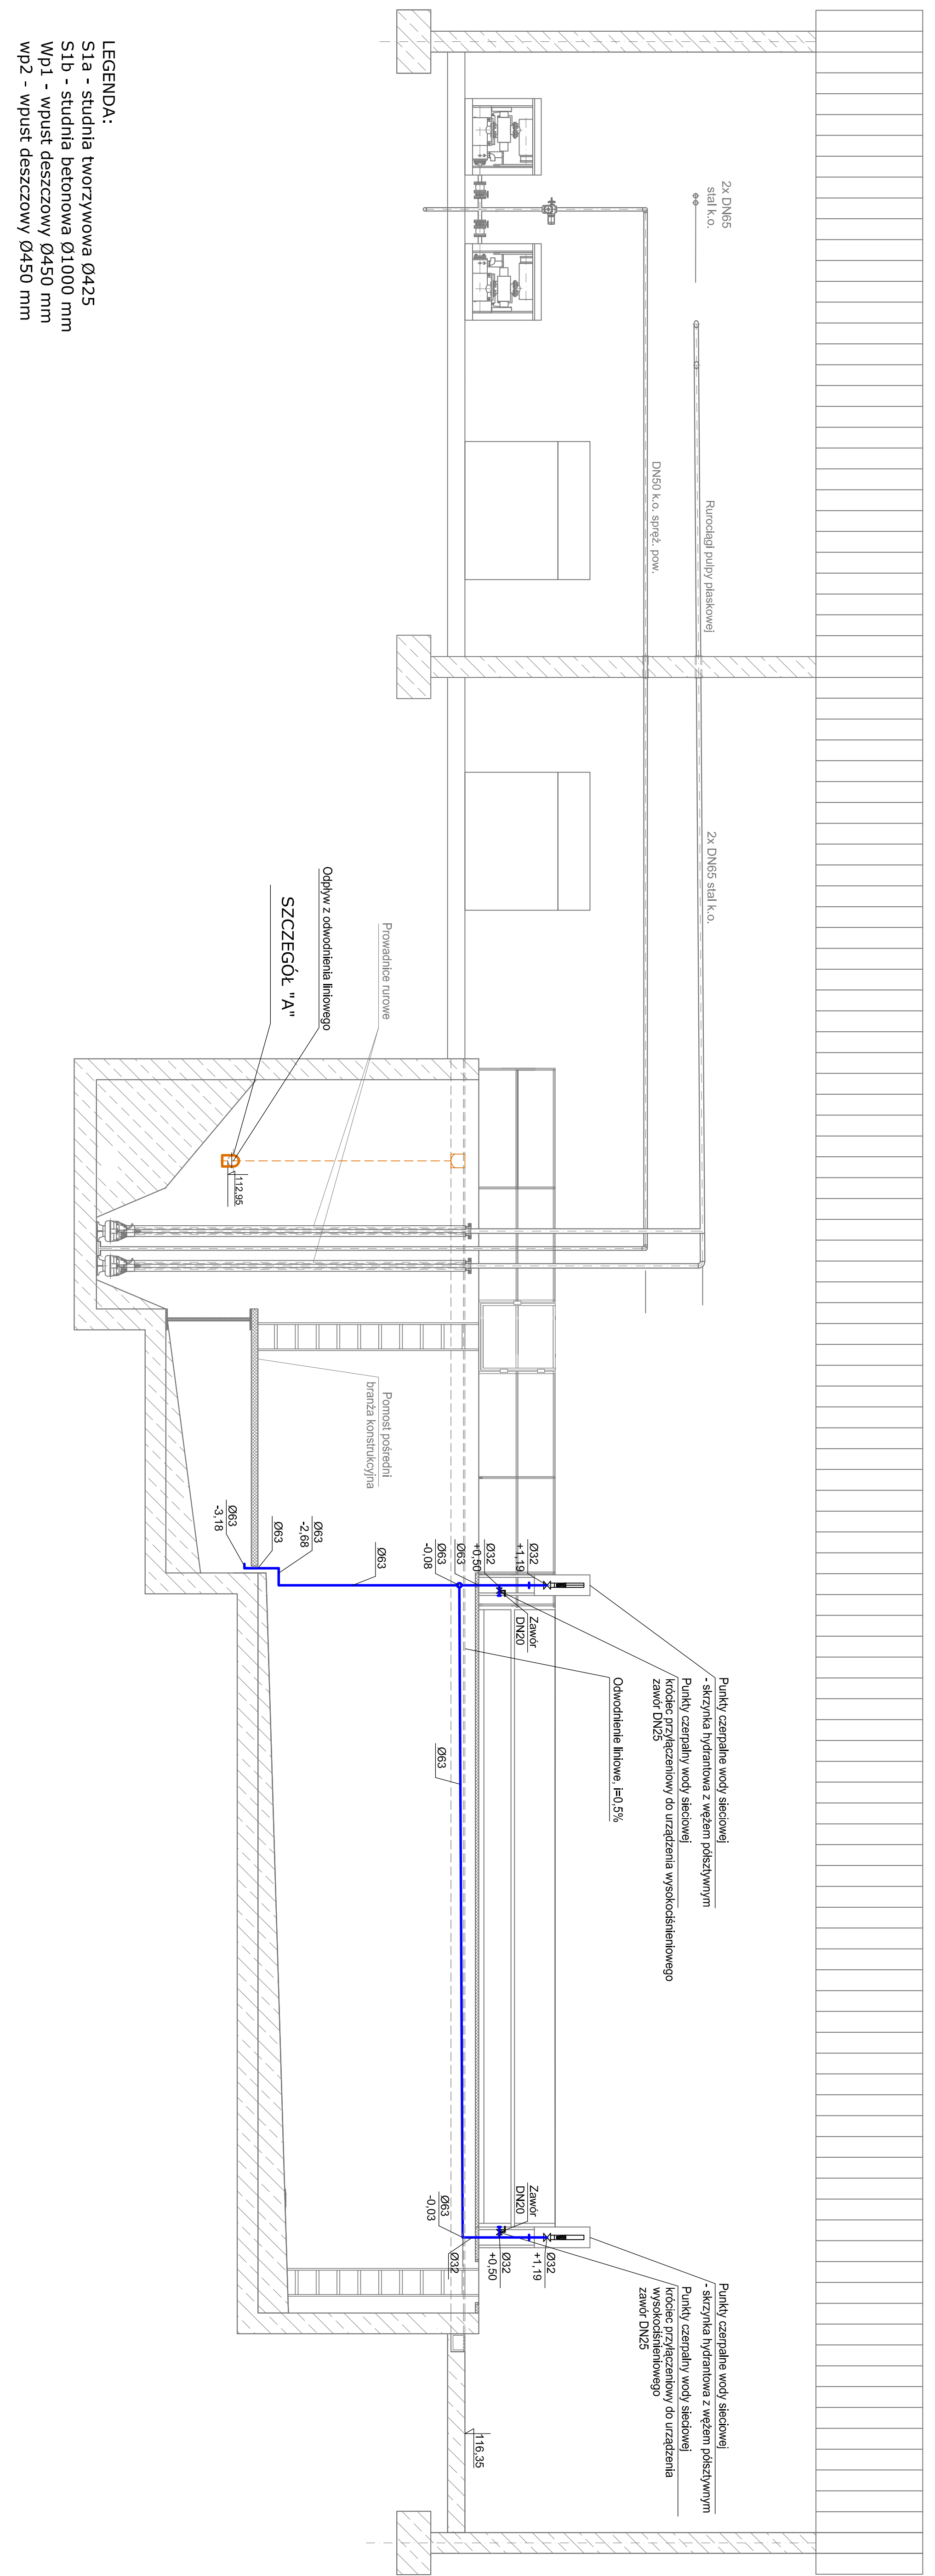 2x DN65
stal k.o.
Rurociągi pulpy piaskowej
2x DN65 stal k.o.
DN50 k.o. spręż. pow.
Prowadnice rurowe
Odpływ z odwodnienia liniowego
SZCZEGÓŁ "A"
112,95
Pomost pośredni
branża konstrukcyjna
Punkty czerpalne wody sieciowej
- skrzynka hydrantowa z wężem półsztywnym
Punkty czerpalny wody sieciowej
króciec przyłączeniowy do urządzenia wysokociśnieniowego
zawór DN25
Odwodnienie liniowe, i=0,5%
Ø32
+1,19
Zawór
DN20
Ø32
+0,50
Ø63
Ø63
-0,08
Ø63
Ø63
Ø63
-2,68
Ø63
Ø63
-3,18
Punkty czerpalne wody sieciowej
- skrzynka hydrantowa z wężem półsztywnym
Punkty czerpalny wody sieciowej
króciec przyłączeniowy do urządzenia
wysokociśnieniowego
zawór DN25
Zawór
DN20
Ø32
+1,19
Ø32
+0,50
Ø32
Ø63
-0,03
116,35
LEGENDA:
S1a - studnia tworzywowa Ø425
S1b - studnia betonowa Ø1000 mm
Wp1 - wpust deszczowy Ø450 mm
wp2 - wpust deszczowy Ø450 mm